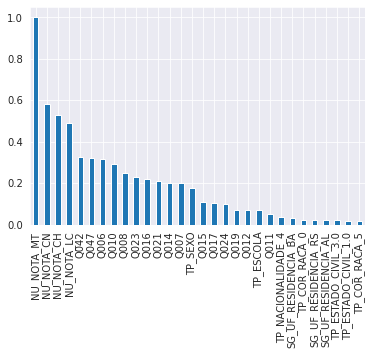 1.0
0.8
0.6
0.4
0.2
0.0
NU_NOTA_MT
NU_NOTA_CN
NU_NOTA_CH
NU_NOTA_LC
Q042
Q047
Q006
Q010
Q008
Q023
Q016
Q021
Q014
Q007
TP_SEXO
Q015
Q017
Q024
Q019
Q012
TP_ESCOLA
Q011
TP_NACIONALIDADE_4
SG_UF_RESIDENCIA_BA
TP_COR_RACA_0
SG_UF_RESIDENCIA_RS
SG_UF_RESIDENCIA_AL
TP_ESTADO_CIVIL_3.0
TP_ESTADO_CIVIL_1.0
TP_COR_RACA_5